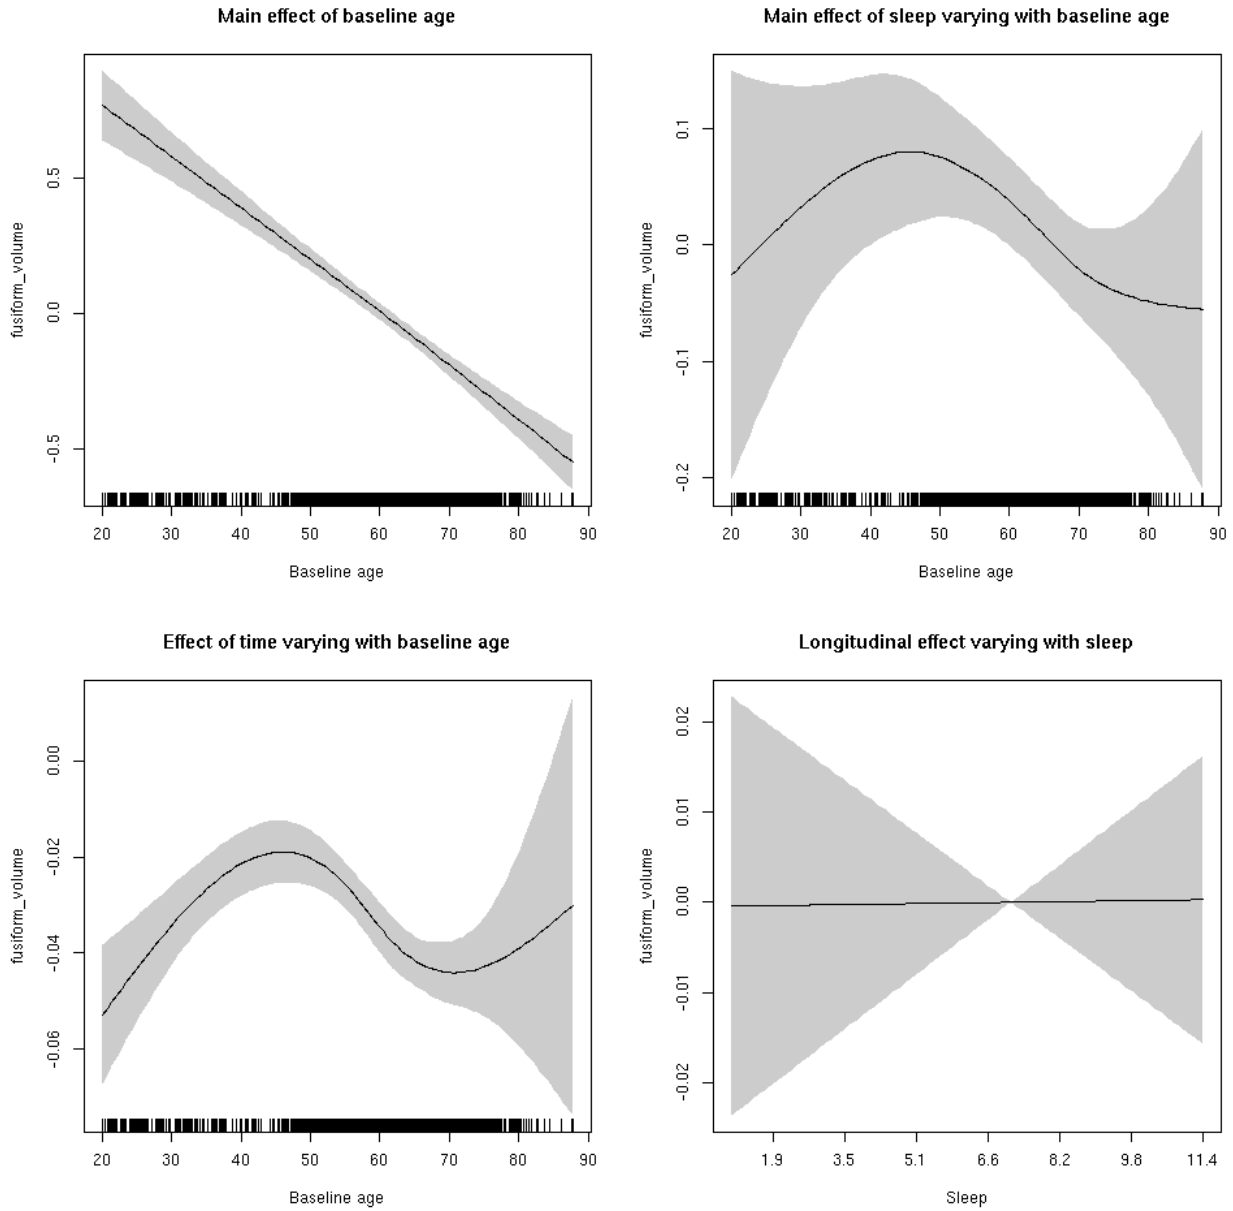 Main effect of baseline age
fusiform_volume
0.5
0.0
-0.5
20 30 40 50 60 70 80 90
Baseline age
Main effect of sleep varying with baseline age
fusiform_volume
0.1
0.0
-0.1
-0.2
20 30 40 50 60 70 80 90
Baseline age
Effect of time varying with baseline age
fusiform_volume
0.00
-0.02
-0.04
-0.06
20 30 40 50 60 70 80 90
Baseline age
Longitudinal effect varying with sleep
fusiform_volume
0.02
0.01
0.00
-0.01
-0.02
1.9 3.5 5.1 6.6 8.2 9.8 11.4
Sleep